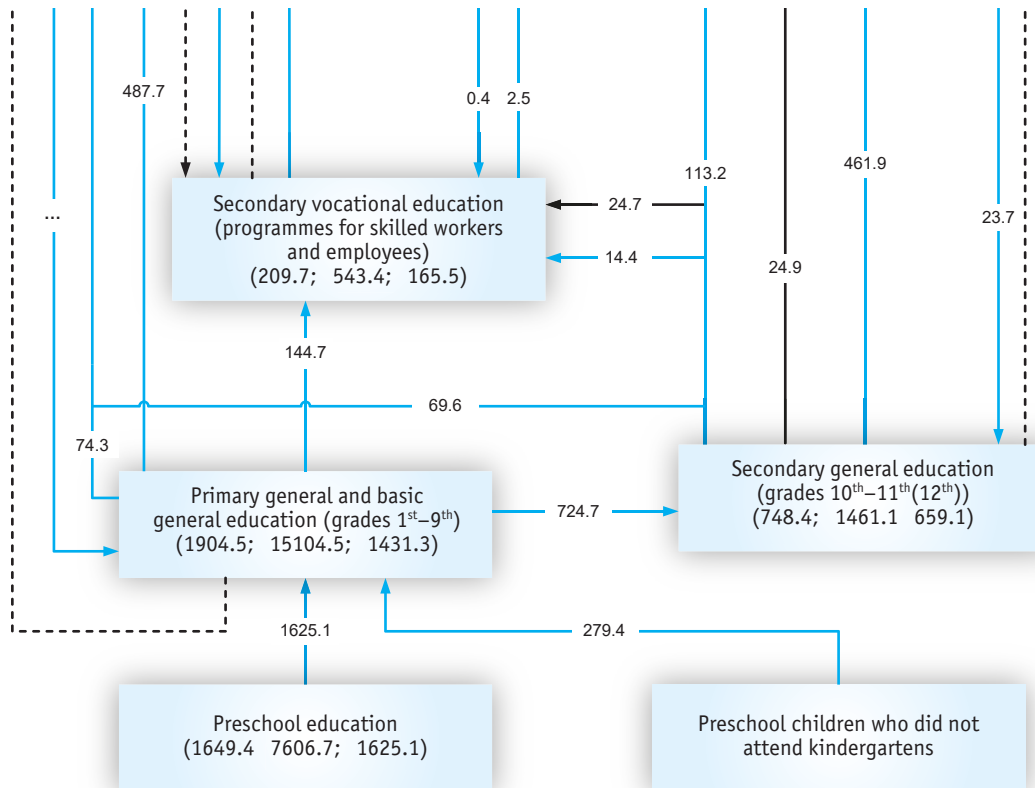 487.7
0.4
2.5
113.2
461.9
...
23.7
24.9
Secondary vocational education
(programmes for skilled workers
and employees)
(209.7; 543.4; 165.5)
24.7
14.4
144.7
69.6
74.3
Primary general and basic
general education (grades 1ˢᵗ–9ᵗʰ)
(1904.5; 15104.5; 1431.3)
724.7
Secondary general education
(grades 10ᵗʰ–11ᵗʰ(12ᵗʰ))
(748.4; 1461.1 659.1)
1625.1
279.4
Preschool education
(1649.4 7606.7; 1625.1)
Preschool children who did not
attend kindergartens